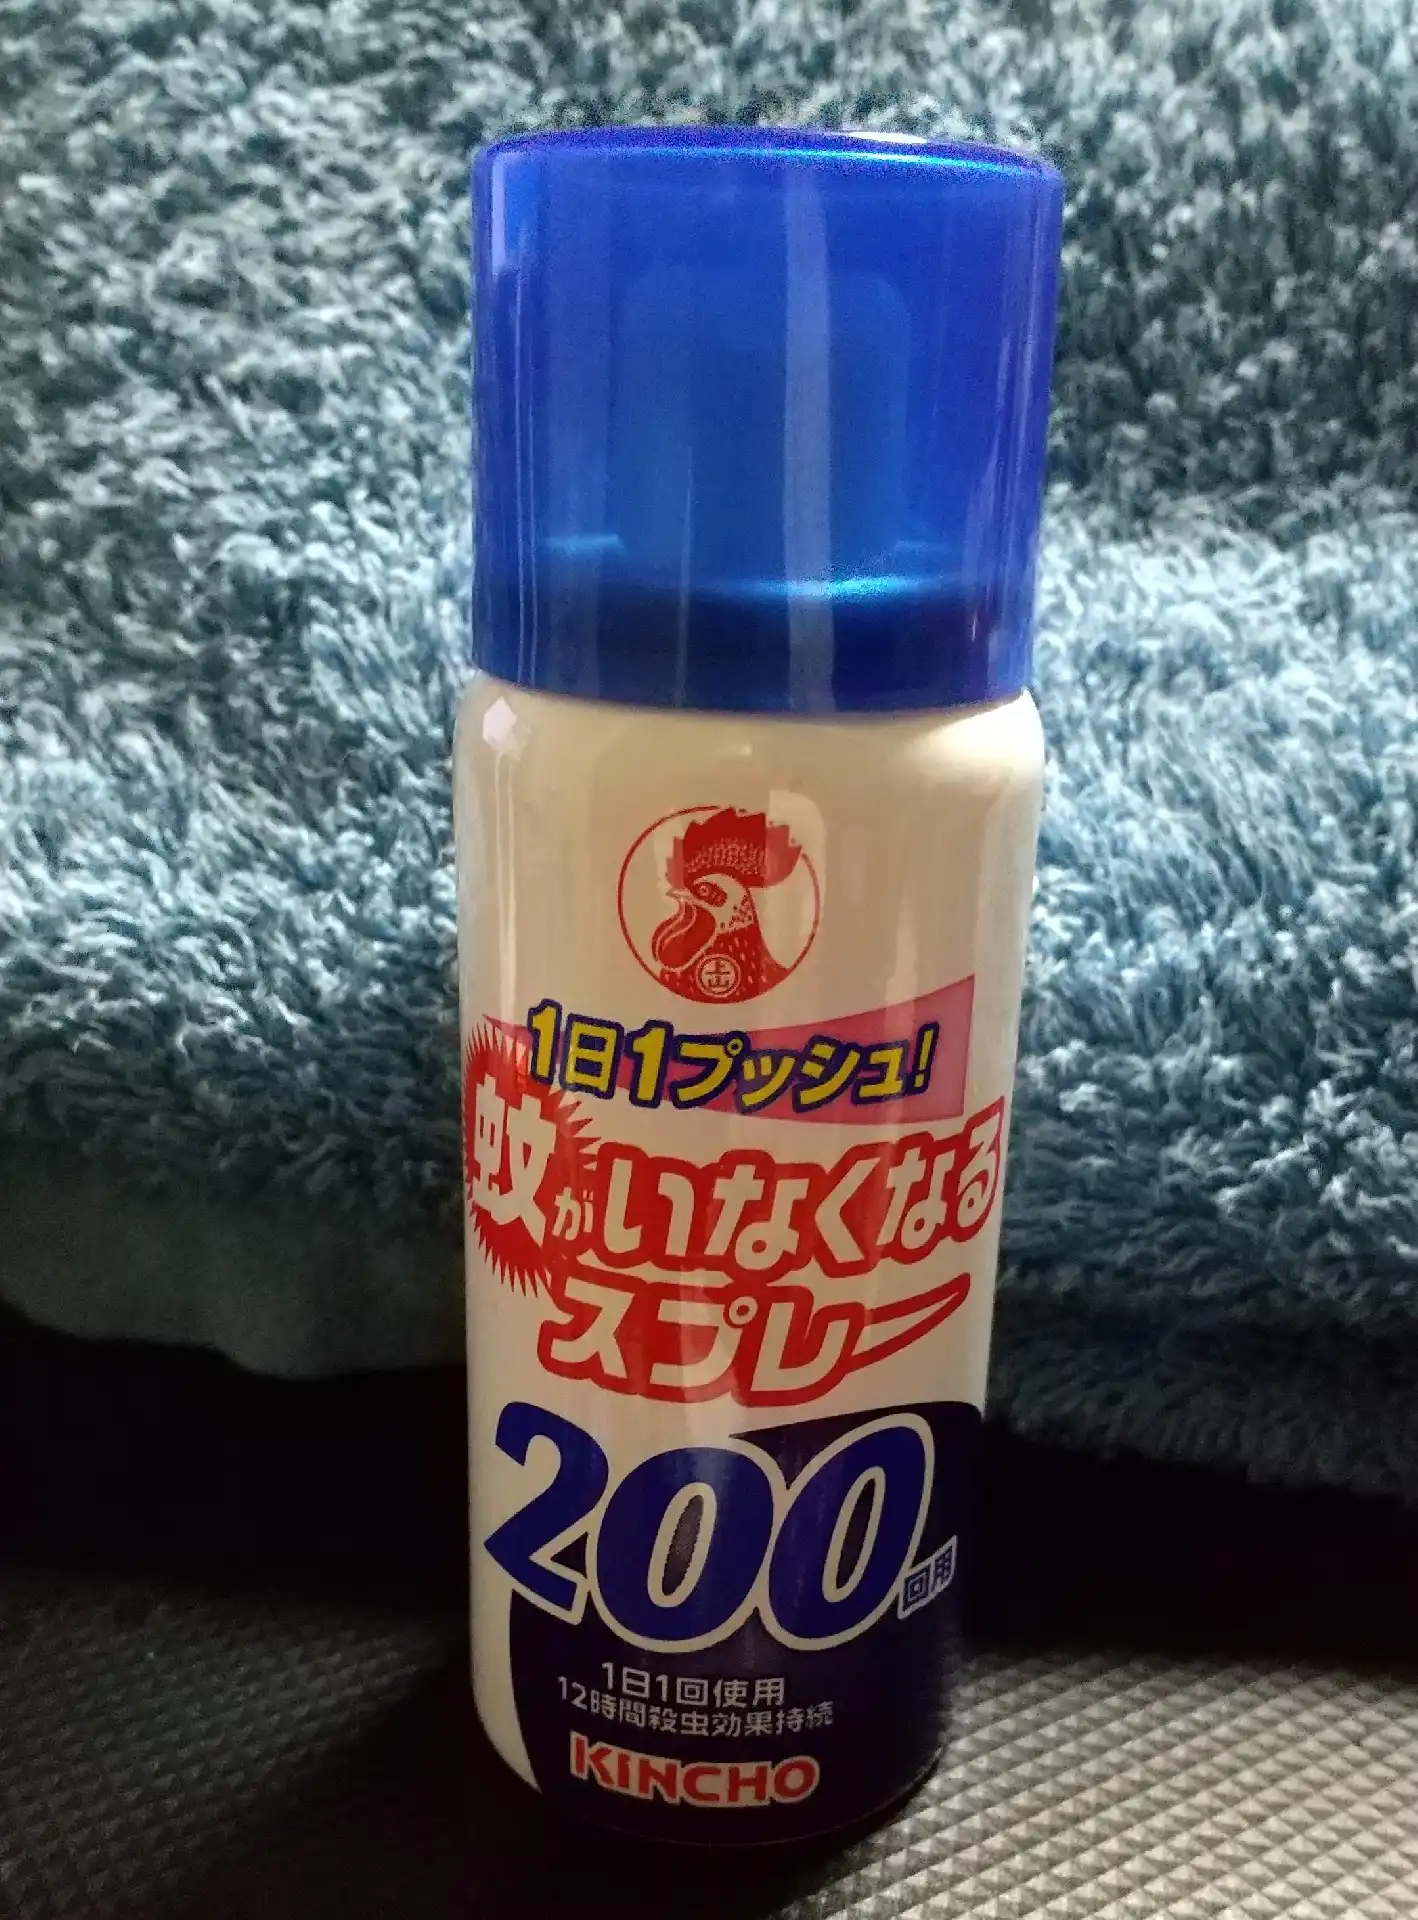 1日1プッシュ!
蚊がいなくなる
スプレー
200回用
1日1回使用
12時間殺虫効果持続
KINCHO